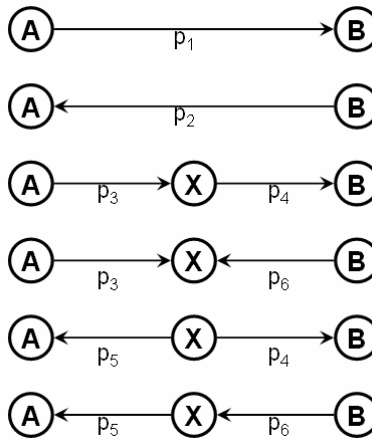 A p₁ B
A p₂ B
A p₃ X p₄ B
A p₃ X p₆ B
A p₅ X p₄ B
A p₅ X p₆ B